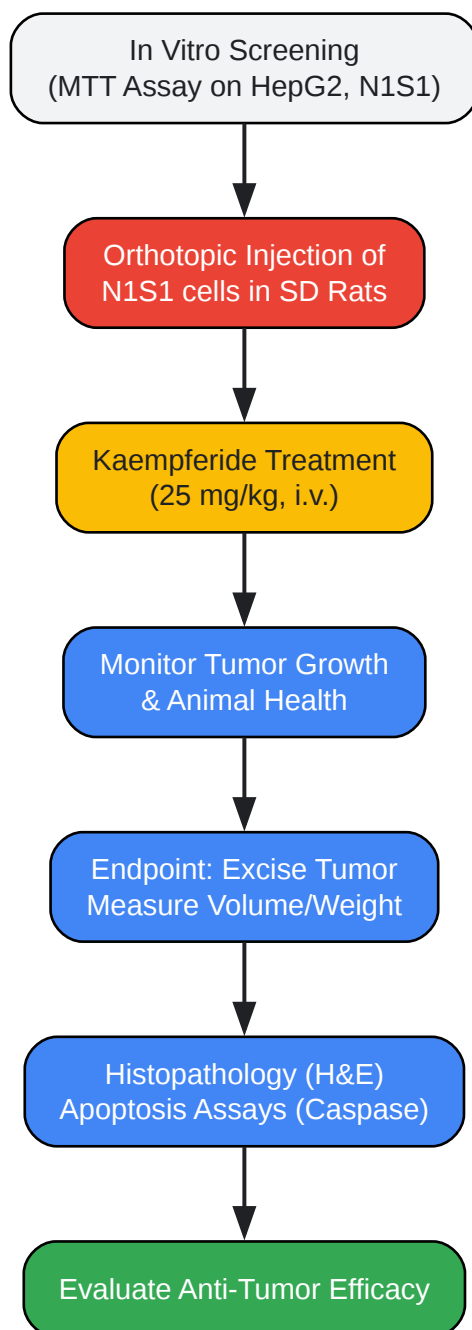 In Vitro Screening
(MTT Assay on HepG2, N1S1)
Orthotopic Injection of
N1S1 cells in SD Rats
Kaempferide Treatment
(25 mg/kg, i.v.)
Monitor Tumor Growth
& Animal Health
Endpoint: Excise Tumor
Measure Volume/Weight
Histopathology (H&E)
Apoptosis Assays (Caspase)
Evaluate Anti-Tumor Efficacy